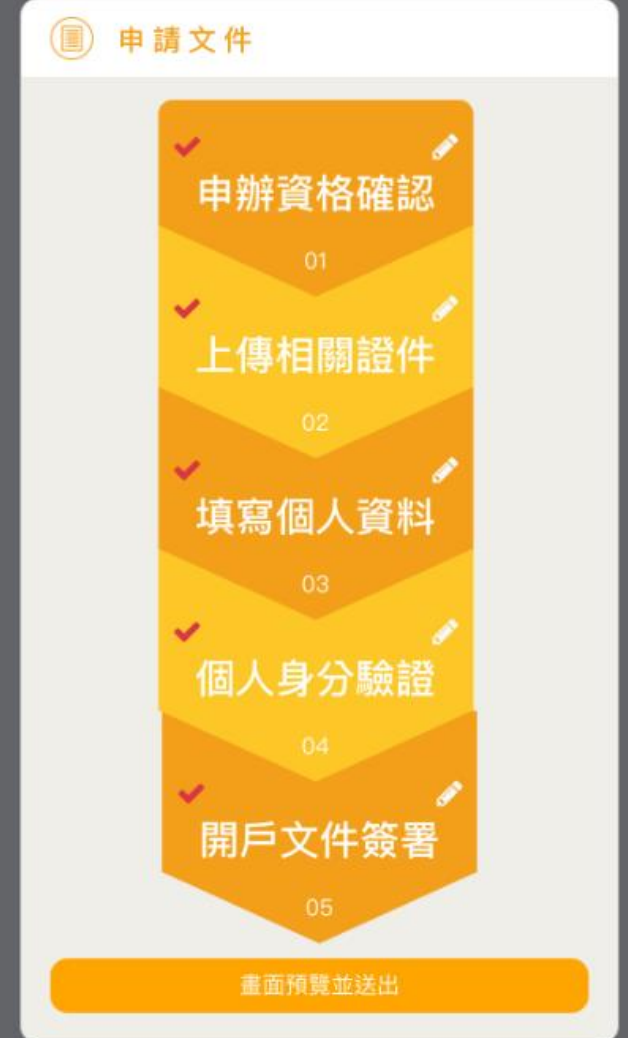 申請文件
申辦資格確認
01
上傳相關證件
02
填寫個人資料
03
個人身分驗證
04
開戶文件簽署
05
畫面預覽並送出